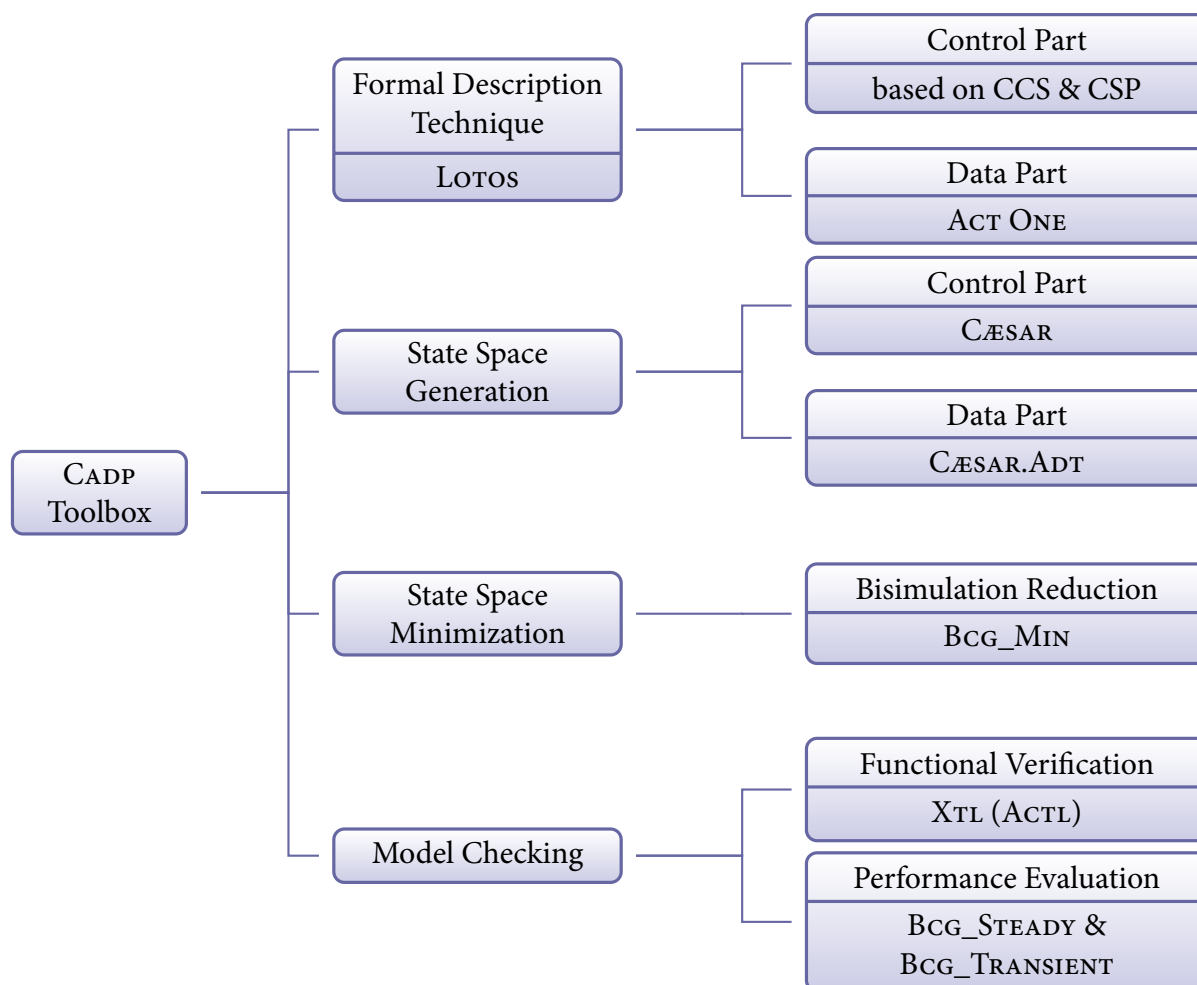 Control Part
based on CCS & CSP
Formal Description
Technique
LOTOS
Data Part
ACT ONE
Control Part
CÆSAR
State Space
Generation
Data Part
CÆSAR.ADT
CADP
Toolbox
State Space
Minimization
Bisimulation Reduction
BCG_MIN
Functional Verification
XTL (ACTL)
Model Checking
Performance Evaluation
BCG_STEADY &
BCG_TRANSIENT